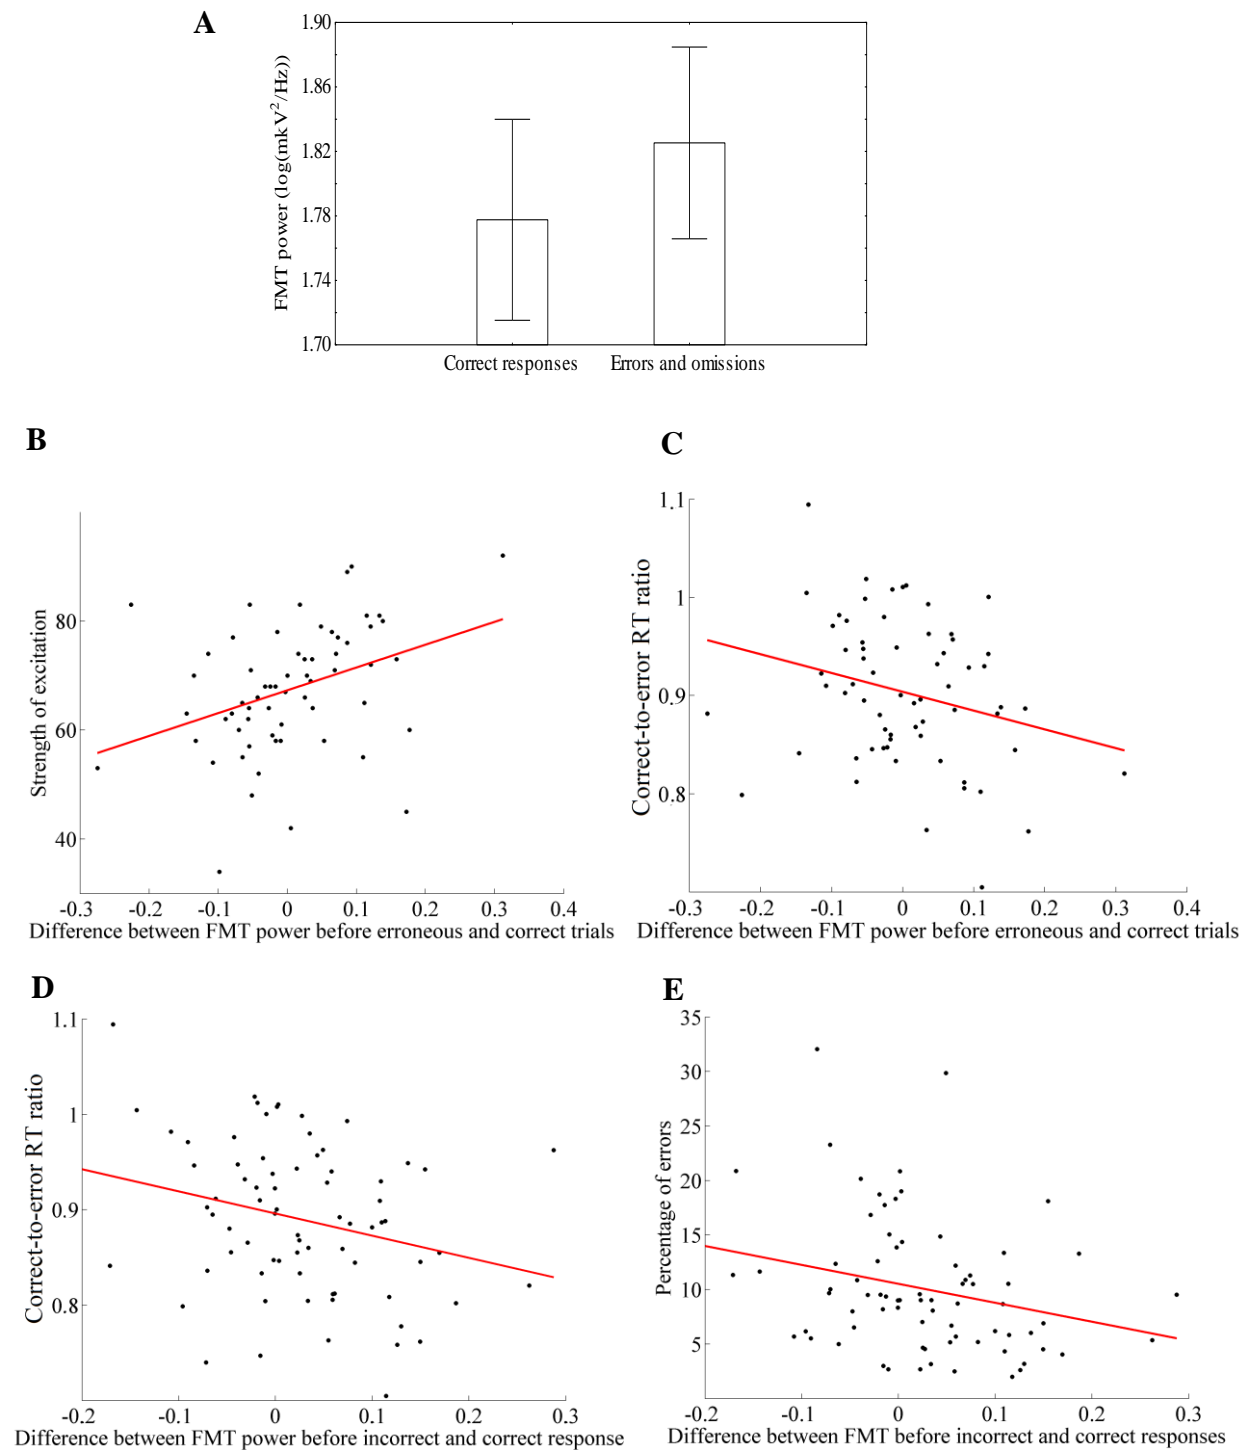 A
FMT power (log(mkV²/Hz))
1.90
1.86
1.82
1.78
1.74
1.70
Correct responses Errors and omissions
B
Strength of excitation
80
60
40
-0.3 -0.2 -0.1 0 0.1 0.2 0.3 0.4
Difference between FMT power before erroneous and correct trials
C
Correct-to-error RT ratio
1.1
1
0.9
0.8
-0.3 -0.2 -0.1 0 0.1 0.2 0.3 0.4
Difference between FMT power before erroneous and correct trials
D
Correct-to-error RT ratio
1.1
1
0.9
0.8
-0.2 -0.1 0 0.1 0.2 0.3
Difference between FMT power before incorrect and correct response
E
Percentage of errors
35
30
25
20
15
10
5
-0.2 -0.1 0 0.1 0.2 0.3
Difference between FMT before incorrect and correct responses